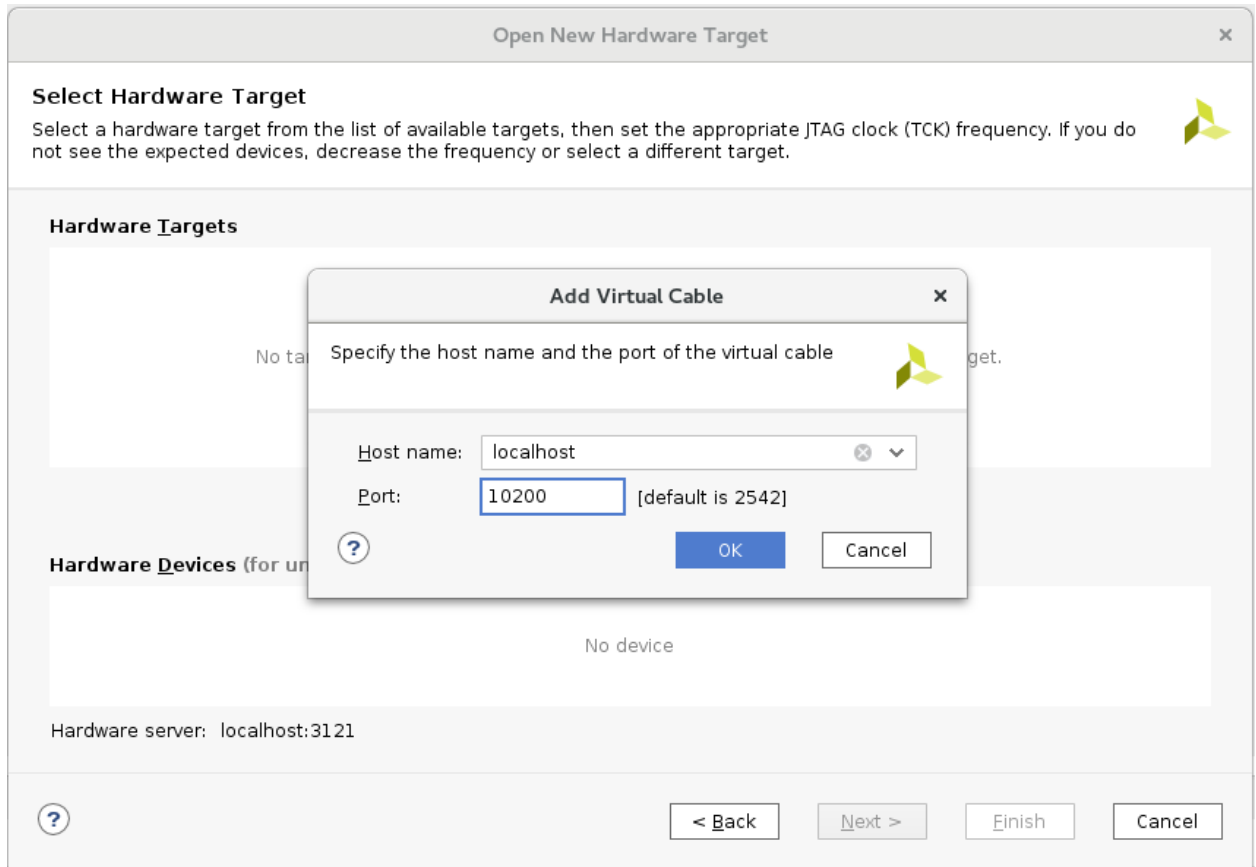 Open New Hardware Target
Select Hardware Target
Select a hardware target from the list of available targets, then set the appropriate JTAG clock (TCK) frequency. If you do
not see the expected devices, decrease the frequency or select a different target.
Hardware Targets
Add Virtual Cable
No
Specify the host name and the port of the virtual cable
Host name: localhost
Port: 10200 [default is 2542]
? OK Cancel
Hardware Devices (for
No device
Hardware server: localhost:3121
? < Back Next > Finish Cancel